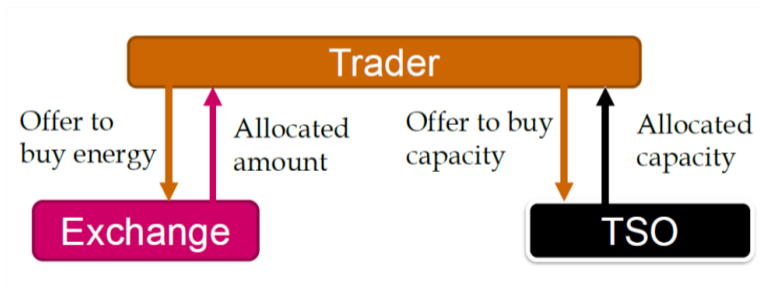 Trader
Offer to
buy energy
Allocated
amount
Offer to buy
capacity
Allocated
capacity
Exchange
TSO